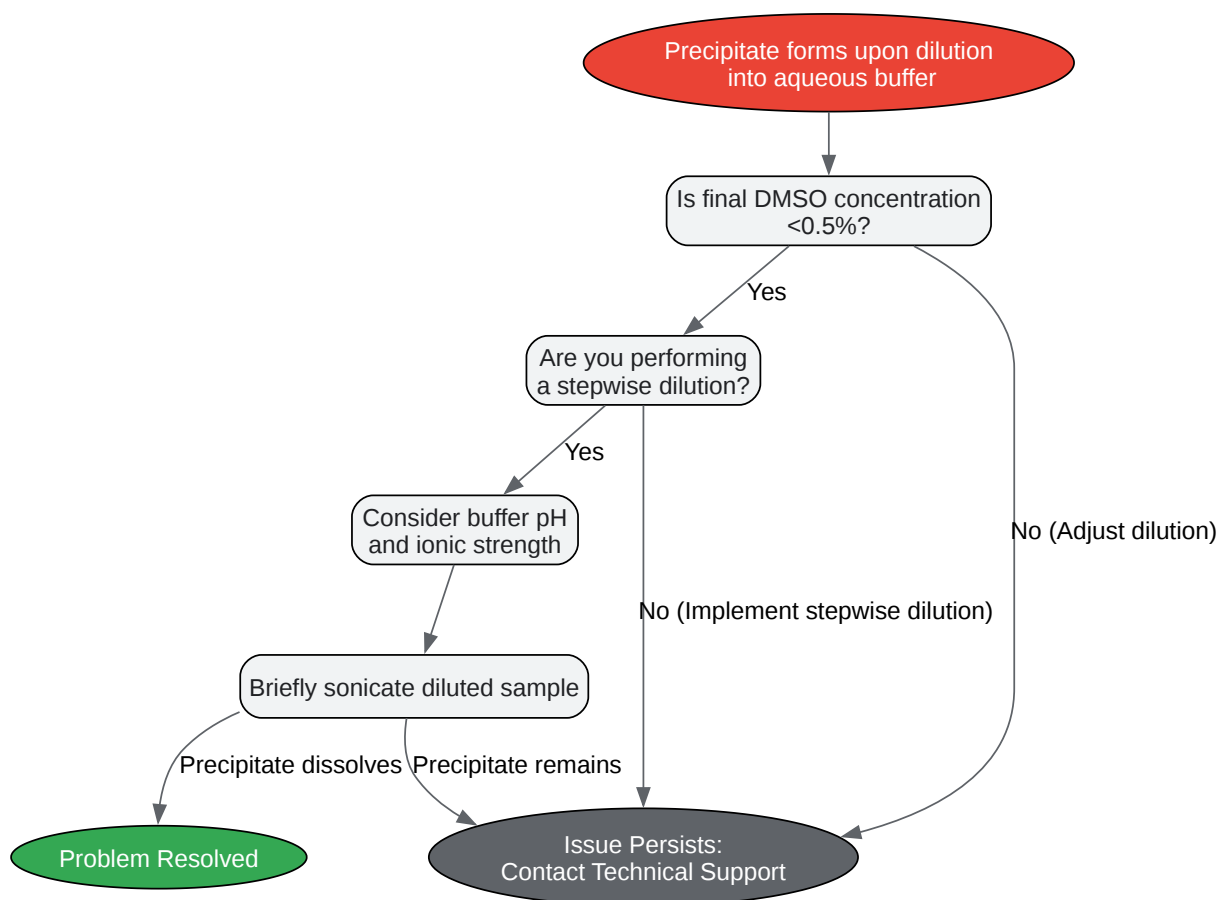 Precipitate forms upon dilution
into aqueous buffer
Is final DMSO concentration
<0.5%?
Yes
Are you performing
a stepwise dilution?
Yes
Consider buffer pH
and ionic strength
No (Adjust dilution)
No (Implement stepwise dilution)
Briefly sonicate diluted sample
Precipitate dissolves
Precipitate remains
Problem Resolved
Issue Persists:
Contact Technical Support